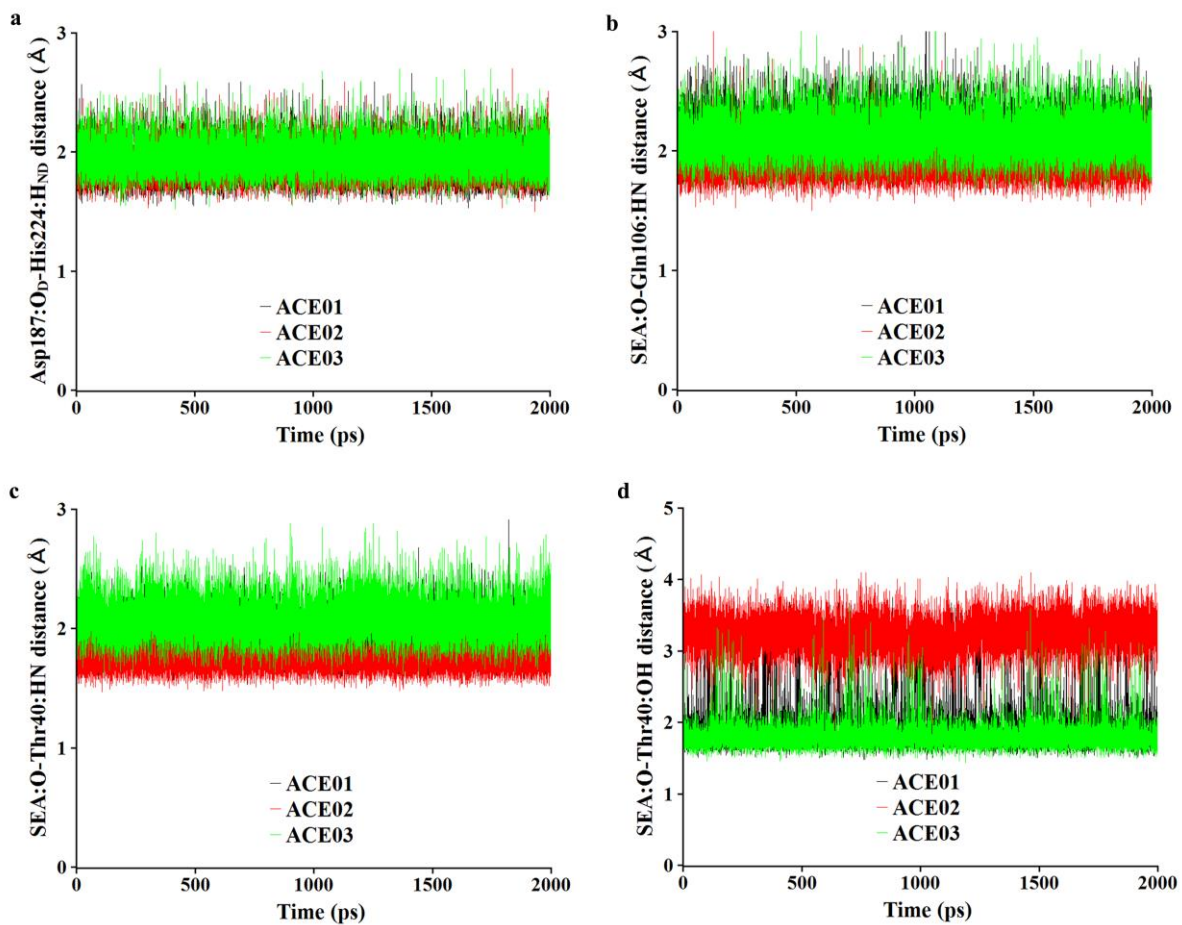 a
Asp187:O_D-His224:H_ND distance (Å)
3
2
1
0
ACE01
ACE02
ACE03
0 500 1000 1500 2000
Time (ps)
b
SEA:O-Gln106:HN distance (Å)
3
2
1
0
ACE01
ACE02
ACE03
0 500 1000 1500 2000
Time (ps)
c
SEA:O-Thr40:HN distance (Å)
3
2
1
0
ACE01
ACE02
ACE03
0 500 1000 1500 2000
Time (ps)
d
SEA:O-Thr40:OH distance (Å)
5
4
3
2
1
0
ACE01
ACE02
ACE03
0 500 1000 1500 2000
Time (ps)